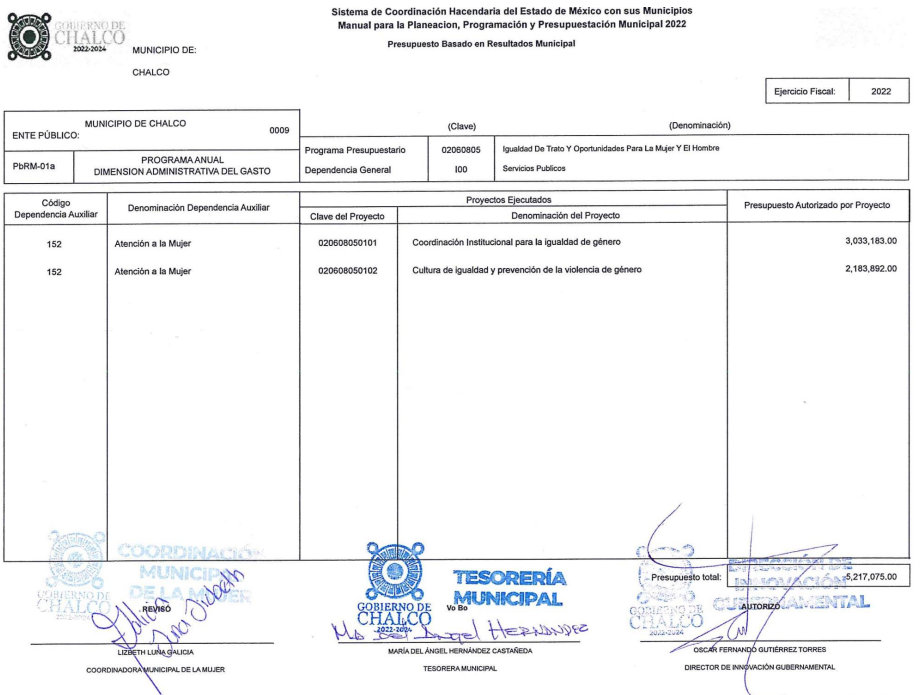 Sistema de Coordinación Hacendaria del Estado de México con sus Municipios
Manual para la Planeacion, Programación y Presupuestación Municipal 2022
Presupuesto Basado en Resultados Municipal
GOBIERNO DE
CHALCO
2022-2024
MUNICIPIO DE:
CHALCO
Ejercicio Fiscal: 2022
ENTE PÚBLICO: MUNICIPIO DE CHALCO 0009
PbRM-01a PROGRAMA ANUAL
DIMENSION ADMINISTRATIVA DEL GASTO
(Clave) (Denominación)
Programa Presupuestario 02060805 Igualdad De Trato Y Oportunidades Para La Mujer Y El Hombre
Dependencia General I00 Servicios Publicos
Código
Dependencia Auxiliar
Denominación Dependencia Auxiliar
Proyectos Ejecutados
Clave del Proyecto Denominación del Proyecto
Presupuesto Autorizado por Proyecto
152 Atención a la Mujer 020608050101 Coordinación Institucional para la igualdad de género 3,033,183.00
152 Atención a la Mujer 020608050102 Cultura de igualdad y prevención de la violencia de género 2,183,892.00
Presupuesto total: 5,217,075.00
GOBIERNO DE
CHALCO
COORDINACIÓN
MUNICIPAL
DE LA MUJER
REVISÓ
LIZBETH LUNA GALICIA
COORDINADORA MUNICIPAL DE LA MUJER
GOBIERNO DE
CHALCO
2022-2024
TESORERÍA
MUNICIPAL
Vo Bo
Ma del Angel HERNANDEZ
MARÍA DEL ÁNGEL HERNÁNDEZ CASTAÑEDA
TESORERA MUNICIPAL
GOBIERNO DE
CHALCO
2022-2024
DIRECCIÓN DE
INNOVACIÓN
GUBERNAMENTAL
AUTORIZÓ
OSCAR FERNANDO GUTIÉRREZ TORRES
DIRECTOR DE INNOVACIÓN GUBERNAMENTAL